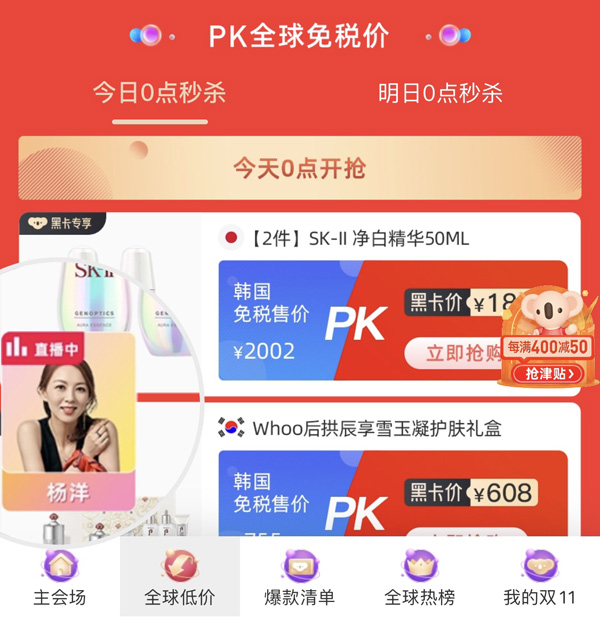 PK全球免税价
今日0点秒杀
明日0点秒杀
今天0点开抢
黑卡专享
【2件】SK-II 净白精华50ML
SK-II
GENOPTICS
AURA ESSENCE
GENOPTICS
韩国
免税售价
¥2002
PK
黑卡价
¥18
立即抢购
每满400减50
抢津贴
直播中
杨洋
Whoo后拱辰享雪玉凝护肤礼盒
韩国
免税售价
PK
黑卡价
¥608
主会场
全球低价
爆款清单
全球热榜
我的双11